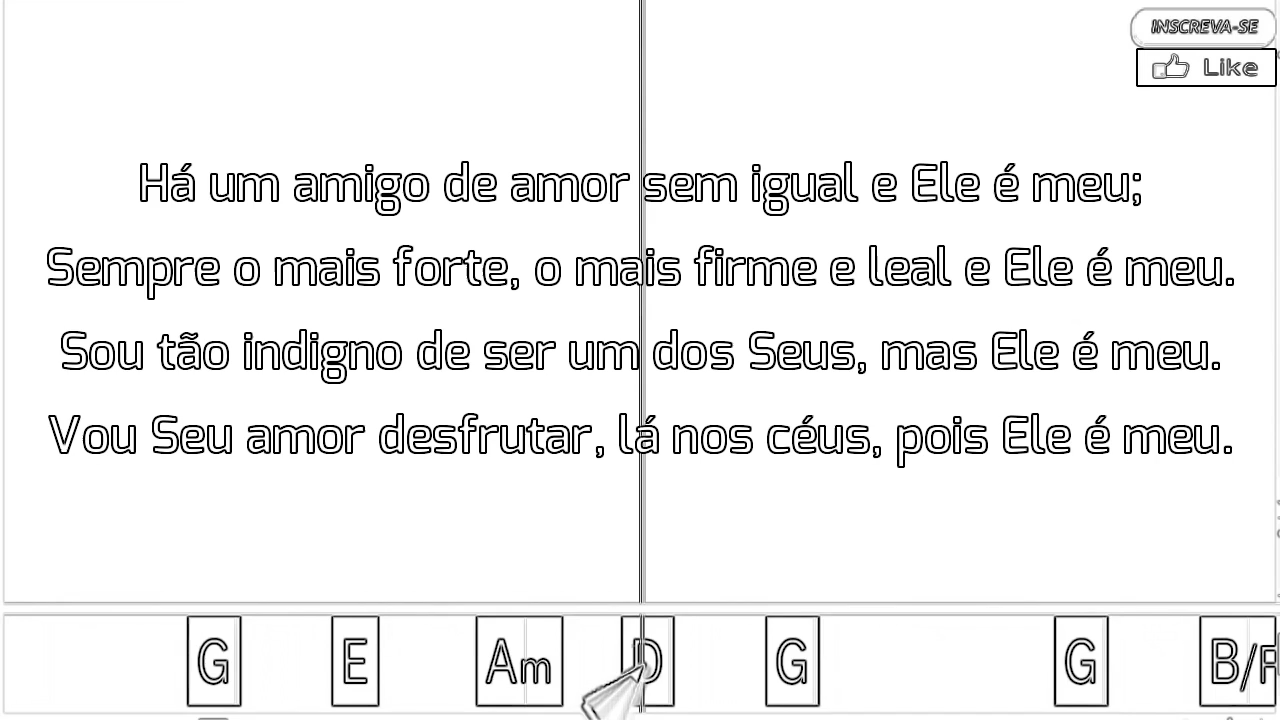 INSCREVA-SE
Like
Há um amigo de amor sem igual e Ele é meu;
Sempre o mais forte, o mais firme e leal e Ele é meu.
Sou tão indigno de ser um dos Seus, mas Ele é meu.
Vou Seu amor desfrutar, lá nos céus, pois Ele é meu.
G E Am D G G